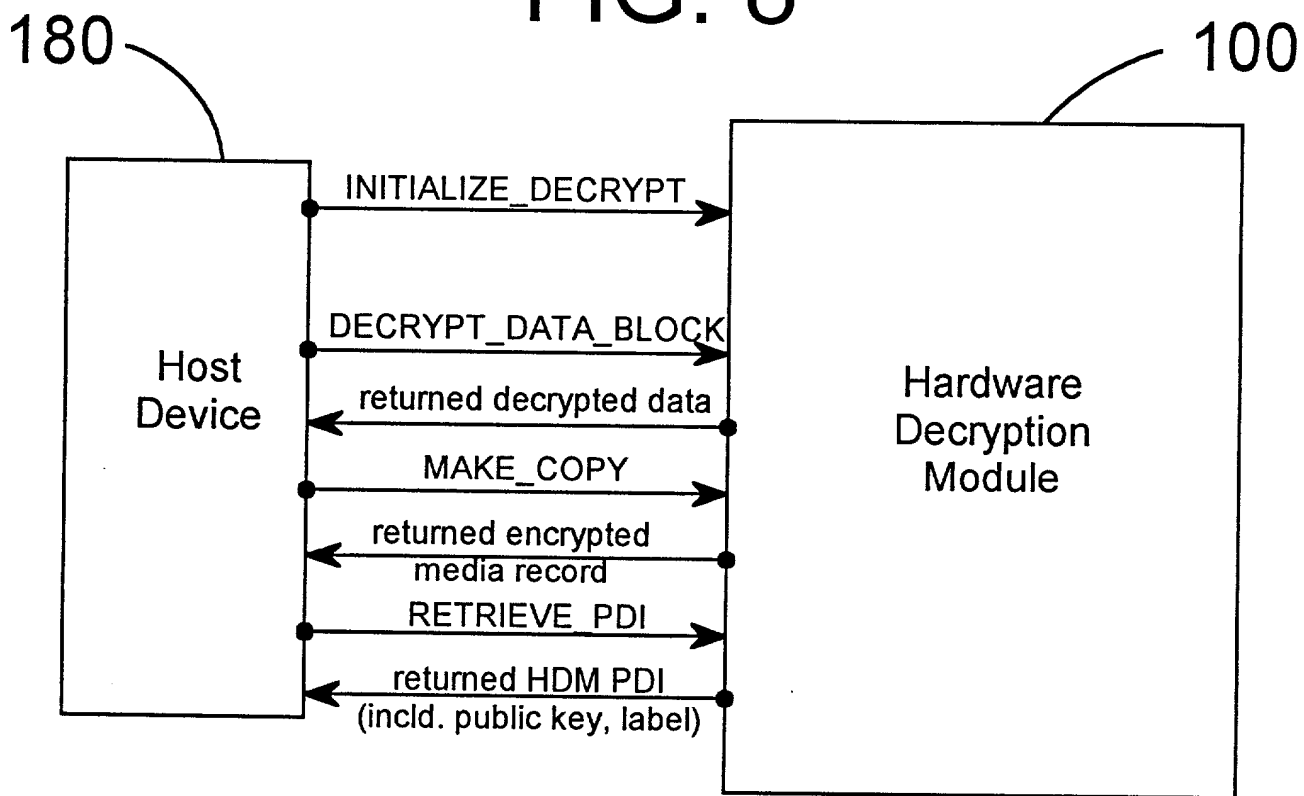 FIG.
180
100
INITIALIZE_DECRYPT
DECRYPT_DATA_BLOCK
Host
Device
returned decrypted data
Hardware
Decryption
Module
MAKE_COPY
returned encrypted
media record
RETRIEVE_PDI
returned HDM PDI
(incld. public key, label)